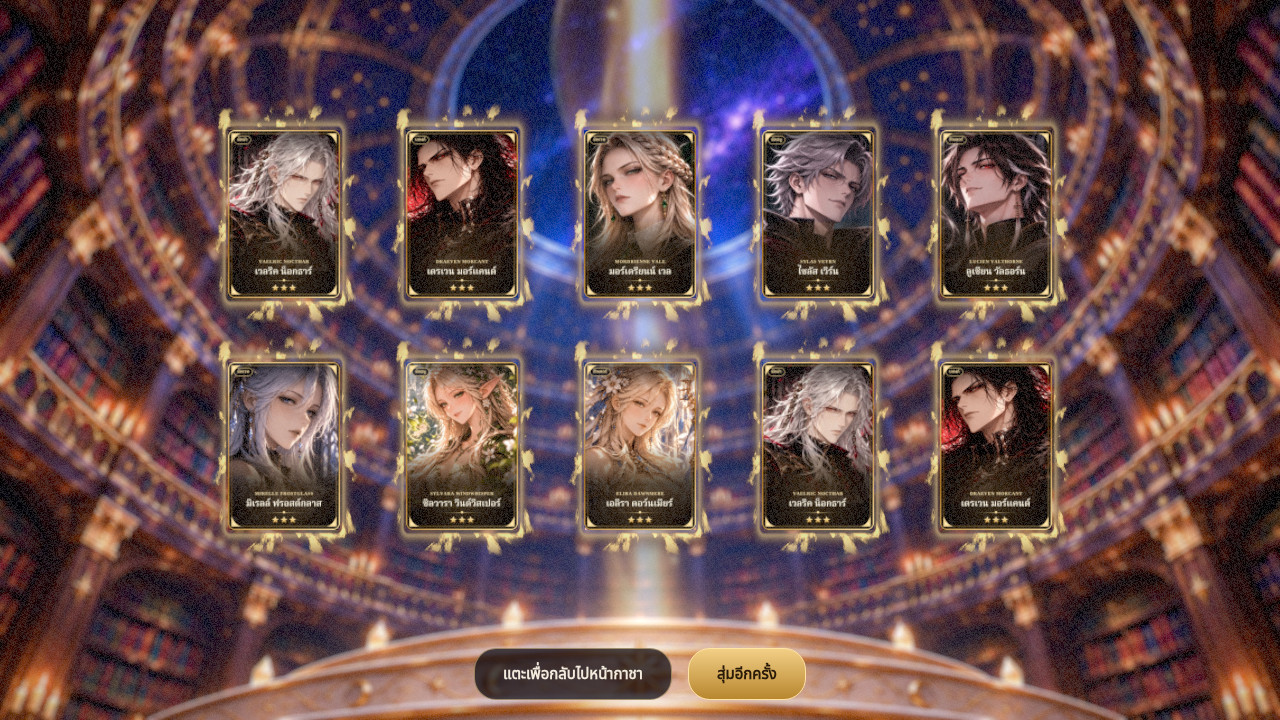 VAELRIC NOCTHAR
เวลริค น็อกธาร์
DRAEVEN MORCANT
เดรเวน มอร์แคนต์
MORDRIENNE VALE
มอร์เดรียนน์ เวล
SYLAS VEYRN
ไซลัส เวิร์น
LUCIEN VALTHORNE
ลูเซียน วัลธอร์น
MIRELLE FROSTGLASS
มิเรลล์ ฟรอสต์กลาส
SYLVARA WINDWHISPER
ซิลวารา วินด์วิสเปอร์
ELIRA DAWNMERE
เอลิรา ดอว์นเมียร์
VAELRIC NOCTHAR
เวลริค น็อกธาร์
DRAEVEN MORCANT
เดรเวน มอร์แคนต์
แตะเพื่อกลับไปหน้ากาชา
สุ่มอีกครั้ง